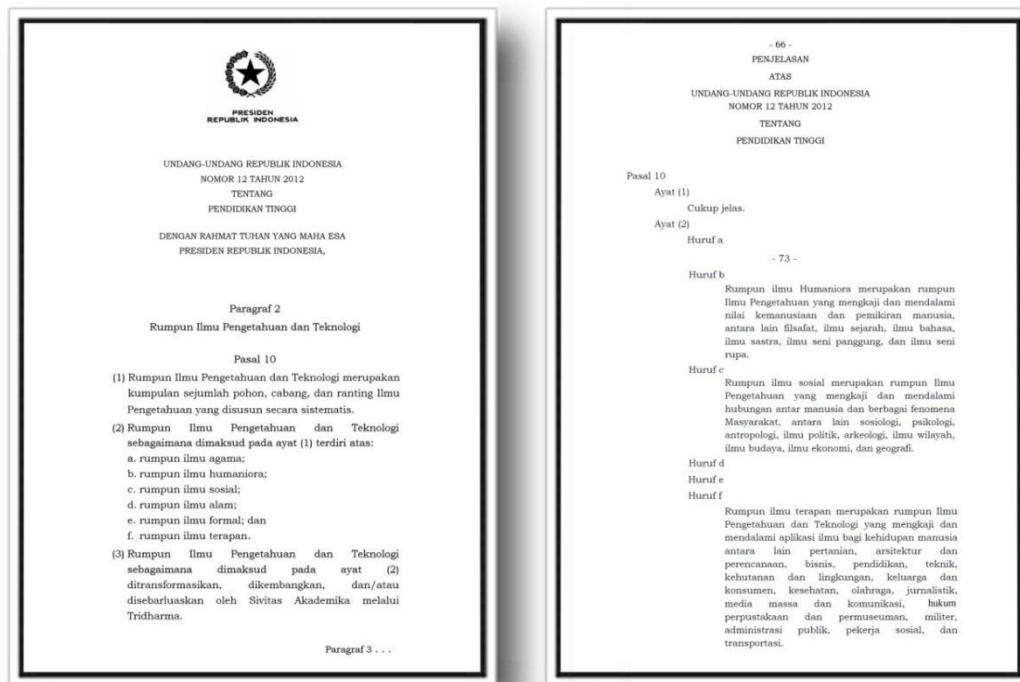 PRESIDEN
REPUBLIK INDONESIA
UNDANG-UNDANG REPUBLIK INDONESIA
NOMOR 12 TAHUN 2012
TENTANG
PENDIDIKAN TINGGI
DENGAN RAHMAT TUHAN YANG MAHA ESA
PRESIDEN REPUBLIK INDONESIA,
Paragraf 2
Rumpun Ilmu Pengetahuan dan Teknologi
Pasal 10
(1) Rumpun Ilmu Pengetahuan dan Teknologi merupakan
kumpulan sejumlah pohon, cabang, dan ranting Ilmu
Pengetahuan yang disusun secara sistematis.
(2) Rumpun Ilmu Pengetahuan dan Teknologi
sebagaimana dimaksud pada ayat (1) terdiri atas:
a. rumpun ilmu agama;
b. rumpun ilmu humaniora;
c. rumpun ilmu sosial;
d. rumpun ilmu alam;
e. rumpun ilmu formal; dan
f. rumpun ilmu terapan.
(3) Rumpun Ilmu Pengetahuan dan Teknologi
sebagaimana dimaksud pada ayat (2)
ditransformasikan, dikembangkan, dan/atau
disebarluaskan oleh Sivitas Akademika melalui
Tridharma.
Paragraf 3 . . .
- 66 -
PENJELASAN
ATAS
UNDANG-UNDANG REPUBLIK INDONESIA
NOMOR 12 TAHUN 2012
TENTANG
PENDIDIKAN TINGGI
Pasal 10
Ayat (1)
Cukup jelas.
Ayat (2)
Huruf a
- 73 -
Huruf b
Rumpun ilmu Humaniora merupakan rumpun
Ilmu Pengetahuan yang mengkaji dan mendalami
nilai kemanusiaan dan pemikiran manusia,
antara lain filsafat, ilmu sejarah, ilmu bahasa,
ilmu sastra, ilmu seni panggung, dan ilmu seni
rupa.
Huruf c
Rumpun ilmu sosial merupakan rumpun Ilmu
Pengetahuan yang mengkaji dan mendalami
hubungan antar manusia dan berbagai fenomena
Masyarakat, antara lain sosiologi, psikologi,
antropologi, ilmu politik, arkeologi, ilmu wilayah,
ilmu budaya, ilmu ekonomi, dan geografi.
Huruf d
Huruf e
Huruf f
Rumpun ilmu terapan merupakan rumpun Ilmu
Pengetahuan dan Teknologi yang mengkaji dan
mendalami aplikasi ilmu bagi kehidupan manusia
antara lain pertanian, arsitektur dan
perencanaan, bisnis, pendidikan, teknik,
kehutanan dan lingkungan, keluarga dan
konsumen, kesehatan, olahraga, jurnalistik,
media massa dan komunikasi, hukum
perpustakaan dan permuseuman, militer,
administrasi publik, pekerja sosial, dan
transportasi.